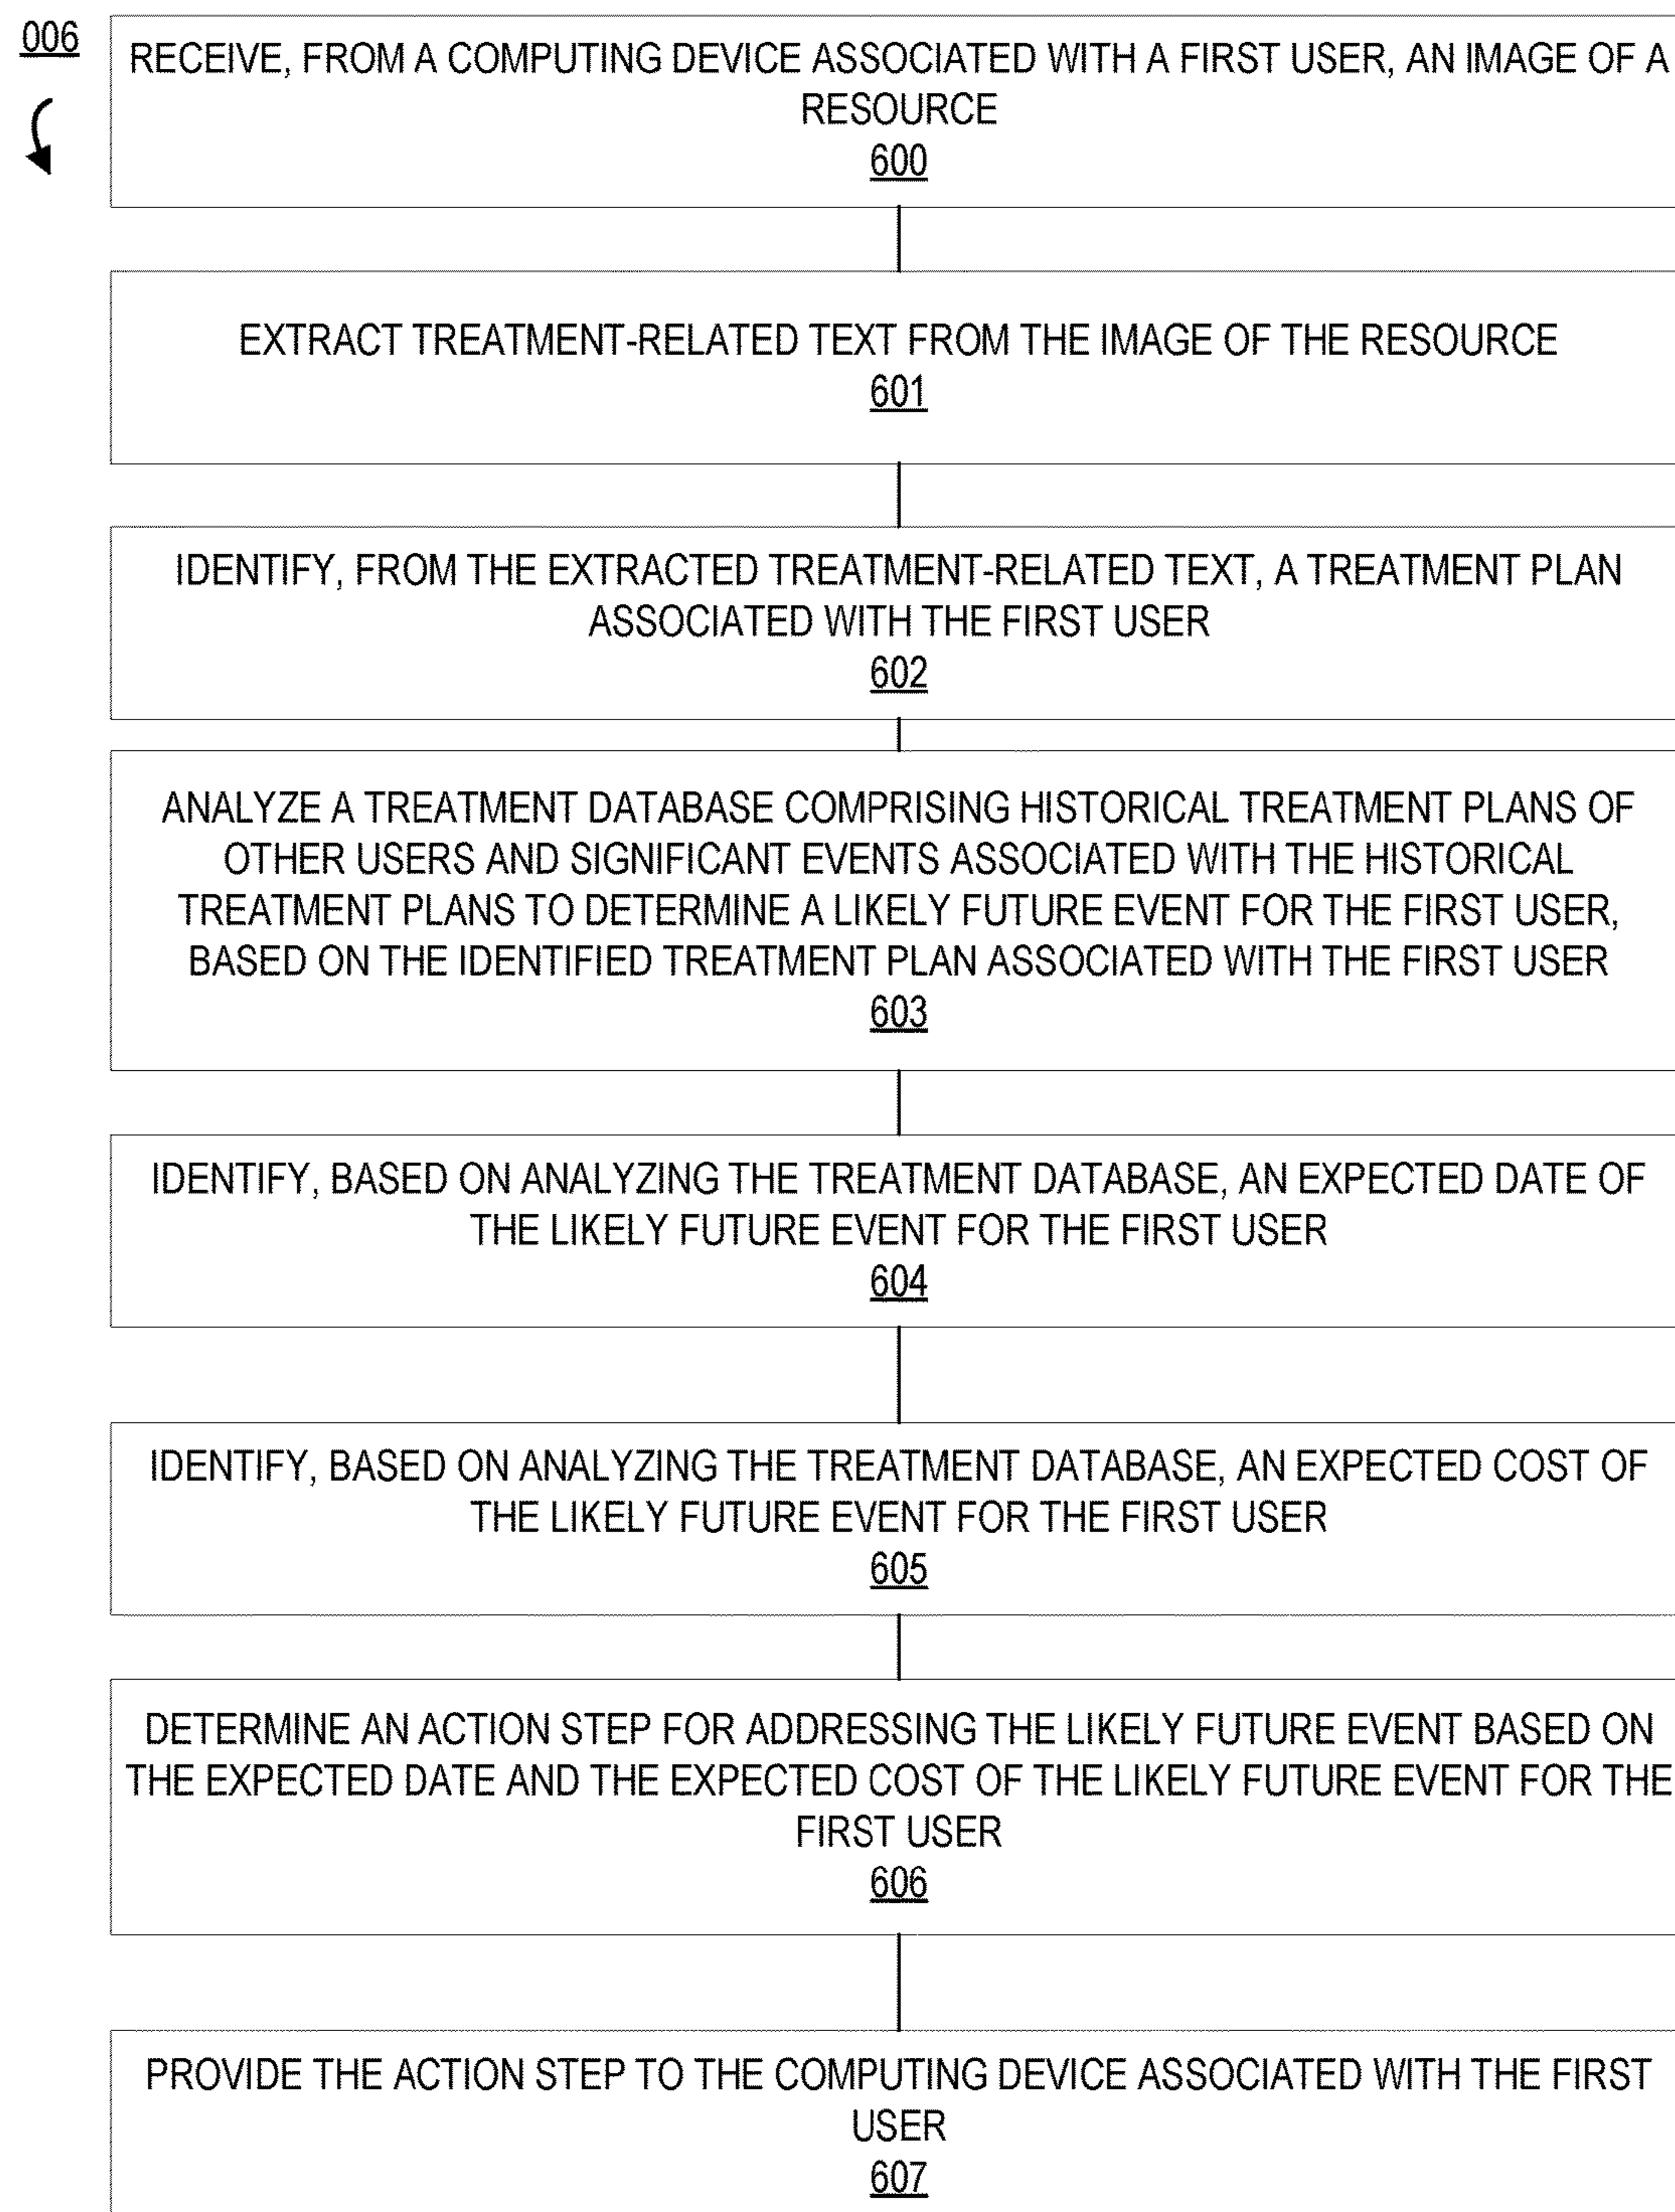 006
RECEIVE, FROM A COMPUTING DEVICE ASSOCIATED WITH A FIRST USER, AN IMAGE OF A
RESOURCE
600
EXTRACT TREATMENT-RELATED TEXT FROM THE IMAGE OF THE RESOURCE
601
IDENTIFY, FROM THE EXTRACTED TREATMENT-RELATED TEXT, A TREATMENT PLAN
ASSOCIATED WITH THE FIRST USER
602
ANALYZE A TREATMENT DATABASE COMPRISING HISTORICAL TREATMENT PLANS OF
OTHER USERS AND SIGNIFICANT EVENTS ASSOCIATED WITH THE HISTORICAL
TREATMENT PLANS TO DETERMINE A LIKELY FUTURE EVENT FOR THE FIRST USER,
BASED ON THE IDENTIFIED TREATMENT PLAN ASSOCIATED WITH THE FIRST USER
603
IDENTIFY, BASED ON ANALYZING THE TREATMENT DATABASE, AN EXPECTED DATE OF
THE LIKELY FUTURE EVENT FOR THE FIRST USER
604
IDENTIFY, BASED ON ANALYZING THE TREATMENT DATABASE, AN EXPECTED COST OF
THE LIKELY FUTURE EVENT FOR THE FIRST USER
605
DETERMINE AN ACTION STEP FOR ADDRESSING THE LIKELY FUTURE EVENT BASED ON
THE EXPECTED DATE AND THE EXPECTED COST OF THE LIKELY FUTURE EVENT FOR THE
FIRST USER
606
PROVIDE THE ACTION STEP TO THE COMPUTING DEVICE ASSOCIATED WITH THE FIRST
USER
607